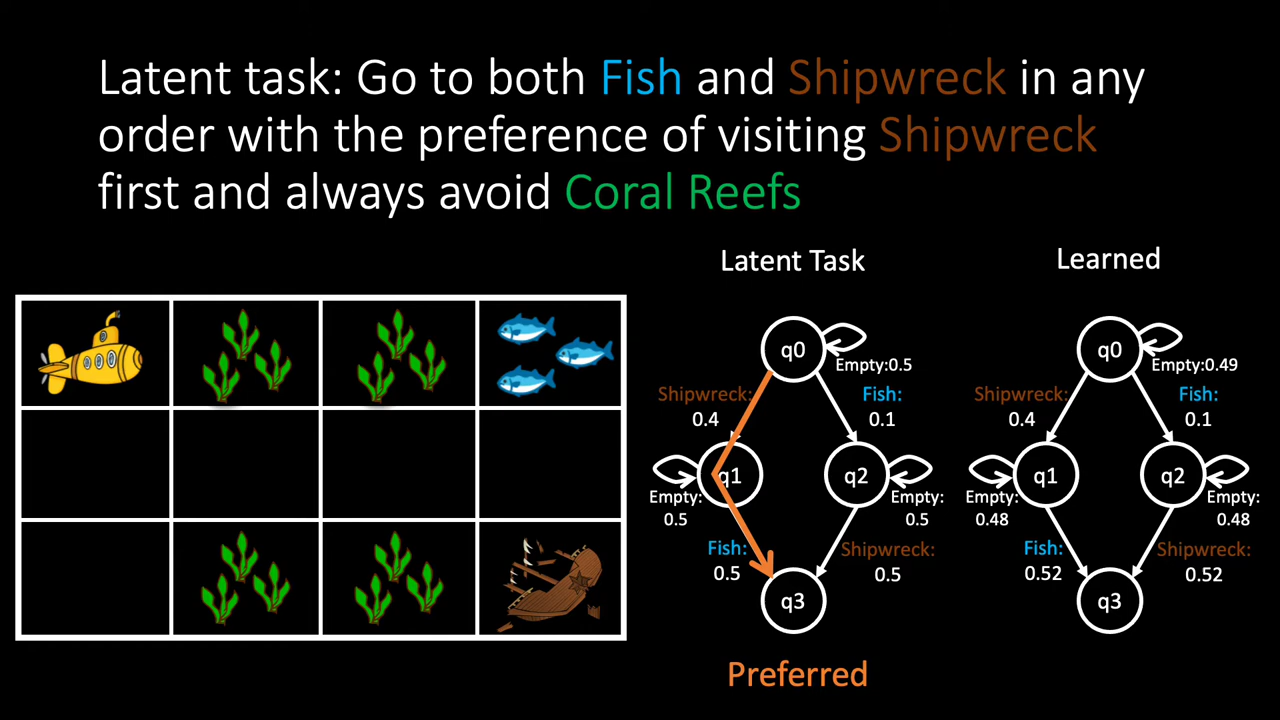 Latent task: Go to both Fish and Shipwreck in any
order with the preference of visiting Shipwreck
first and always avoid Coral Reefs
Latent Task
q0
Empty:0.5
Shipwreck:
0.4
Fish:
0.1
q1
q2
Empty:
0.5
Empty:
0.5
Fish:
0.5
Shipwreck:
0.5
q3
Preferred
Learned
q0
Empty:0.49
Shipwreck:
0.4
Fish:
0.1
q1
q2
Empty:
0.48
Empty:
0.48
Fish:
0.52
Shipwreck:
0.52
q3